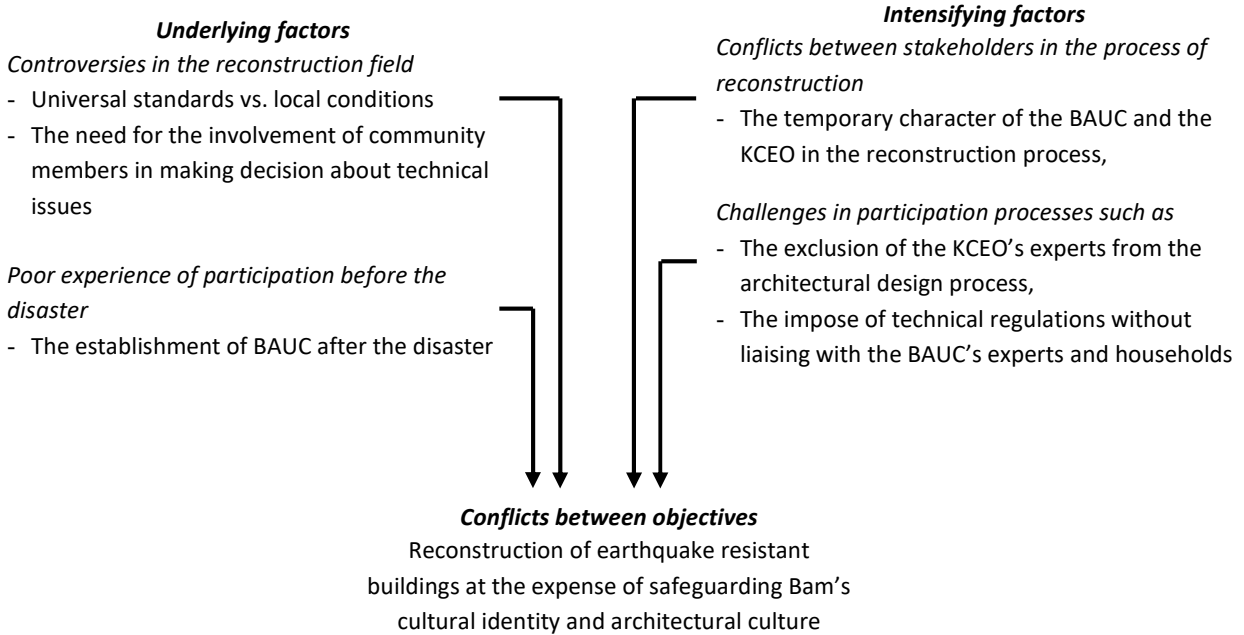 Underlying factors
Controversies in the reconstruction field
- Universal standards vs. local conditions
- The need for the involvement of community
members in making decision about technical
issues
Poor experience of participation before the
disaster
- The establishment of BAUC after the disaster
Intensifying factors
Conflicts between stakeholders in the process of
reconstruction
- The temporary character of the BAUC and the
KCEO in the reconstruction process,
Challenges in participation processes such as
- The exclusion of the KCEO’s experts from the
architectural design process,
- The impose of technical regulations without
liaising with the BAUC’s experts and households
Conflicts between objectives
Reconstruction of earthquake resistant
buildings at the expense of safeguarding Bam’s
cultural identity and architectural culture